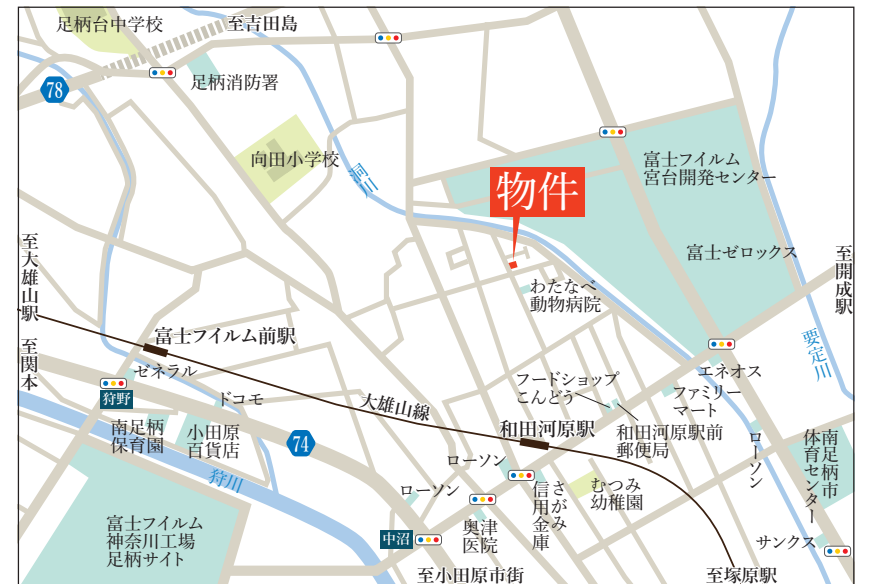 足柄台中学校
至吉田島
78
足柄消防署
向田小学校
洞川
富士フイルム
宮台開発センター
物件
富士ゼロックス
至開成駅
至大雄山駅
わたなべ
動物病院
要定川
富士フイルム前駅
至関本
ゼネラル
狩野
ドコモ
大雄山線
フードショップ
こんどう
エネオス
ファミリー
マート
南足柄
保育園
小田原
百貨店
74
和田河原駅
和田河原駅前
郵便局
ローソン
南足柄市
体育センター
狩川
ローソン
ローソン
さがみ
信用金庫
むつみ
幼稚園
富士フイルム
神奈川工場
足柄サイト
中沼
奥津
医院
サンクス
至小田原市街
至塚原駅